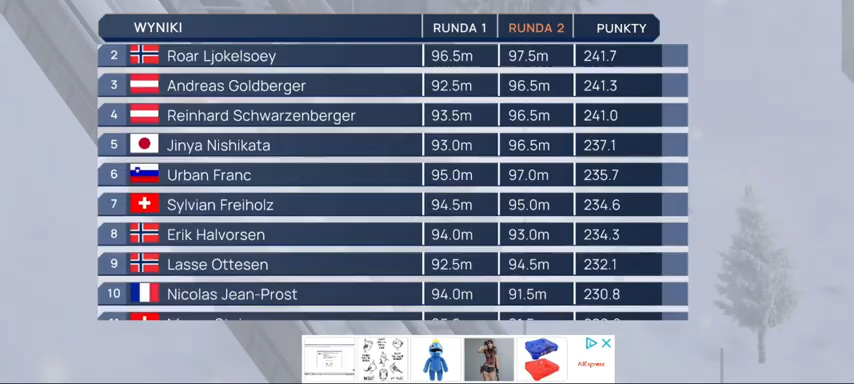 WYNIKI RUNDA 1 RUNDA 2 PUNKTY
2 Roar Ljokelsoey 96.5m 97.5m 241.7
3 Andreas Goldberger 92.5m 96.5m 241.3
4 Reinhard Schwarzenberger 93.5m 96.5m 241.0
5 Jinya Nishikata 93.0m 96.5m 237.1
6 Urban Franc 95.0m 97.0m 235.7
7 Sylvian Freiholz 94.5m 95.0m 234.6
8 Erik Halvorsen 94.0m 93.0m 234.3
9 Lasse Ottesen 92.5m 94.5m 232.1
10 Nicolas Jean-Prost 94.0m 91.5m 230.8
AliExpress